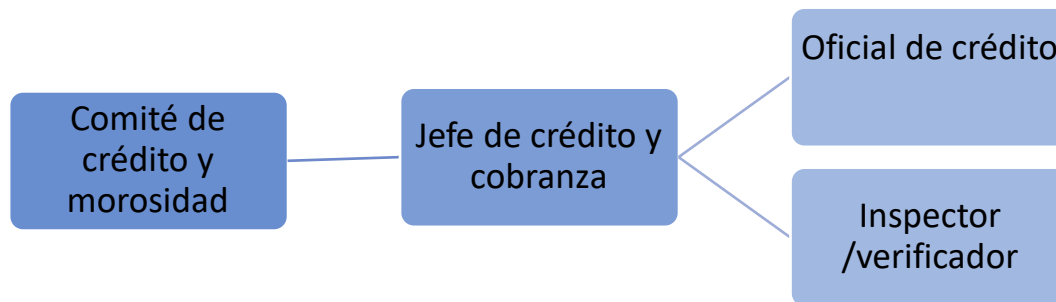 Comité de
crédito y
morosidad
Jefe de crédito y
cobranza
Oficial de crédito
Inspector
/verificador